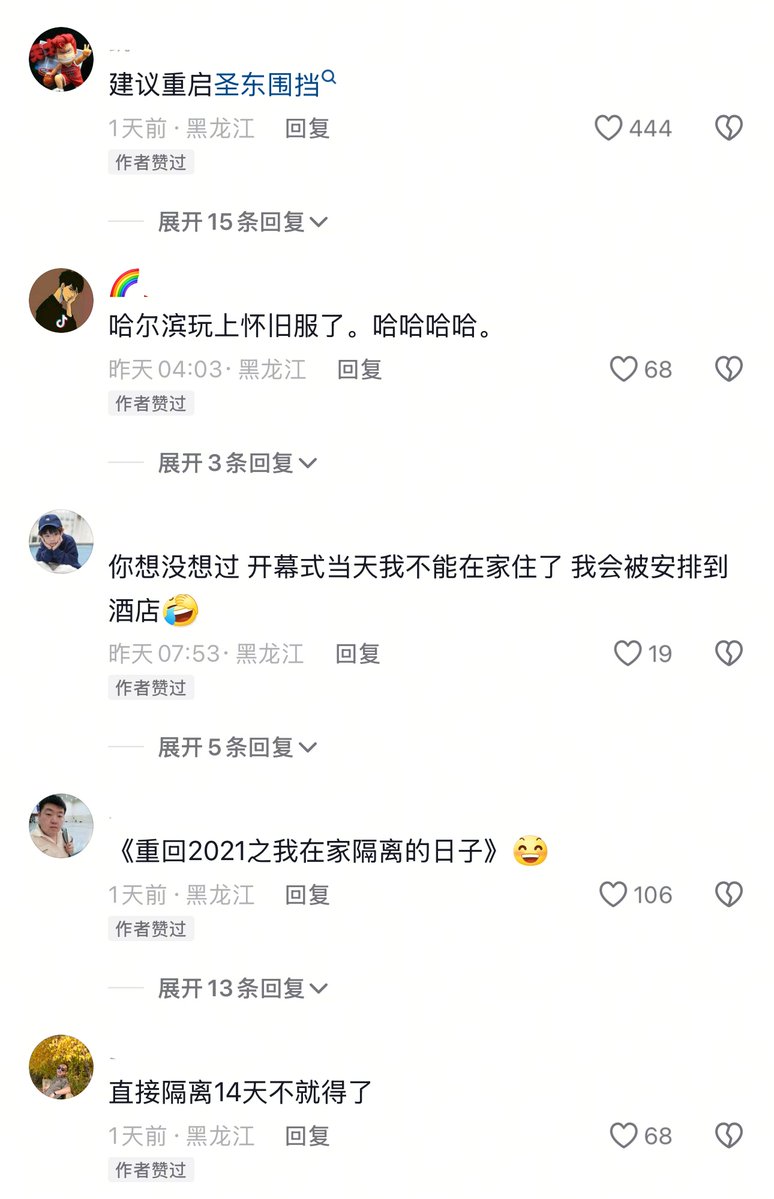 建议重启圣东围挡
1天前·黑龙江 回复 444
作者赞过
展开15条回复
哈尔滨玩上怀旧服了。哈哈哈哈。
昨天04:03·黑龙江 回复 68
作者赞过
展开3条回复
你想没想过 开幕式当天我不能在家住了 我会被安排到
酒店🤣
昨天07:53·黑龙江 回复 19
作者赞过
展开5条回复
《重回2021之我在家隔离的日子》😄
1天前·黑龙江 回复 106
作者赞过
展开13条回复
直接隔离14天不就得了
1天前·黑龙江 回复 68
作者赞过